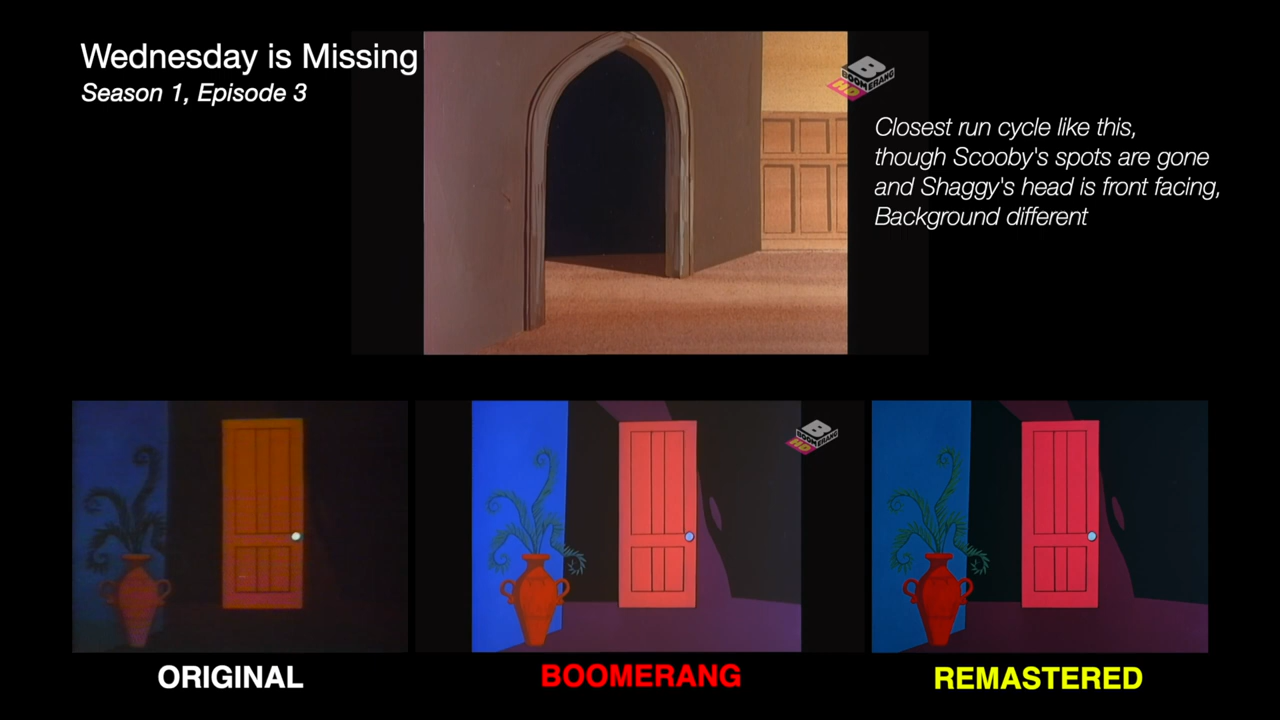 Wednesday is Missing
Season 1, Episode 3
BOOMERANG
HD
Closest run cycle like this,
though Scooby's spots are gone
and Shaggy's head is front facing,
Background different
BOOMERANG
HD
ORIGINAL
BOOMERANG
REMASTERED